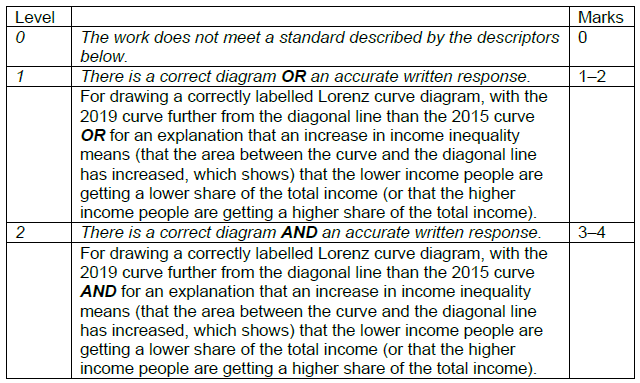 Level Marks
0 The work does not meet a standard described by the descriptors 0
below.
1 There is a correct diagram OR an accurate written response. 1–2
For drawing a correctly labelled Lorenz curve diagram, with the
2019 curve further from the diagonal line than the 2015 curve
OR for an explanation that an increase in income inequality
means (that the area between the curve and the diagonal line
has increased, which shows) that the lower income people are
getting a lower share of the total income (or that the higher
income people are getting a higher share of the total income).
2 There is a correct diagram AND an accurate written response. 3–4
For drawing a correctly labelled Lorenz curve diagram, with the
2019 curve further from the diagonal line than the 2015 curve
AND for an explanation that an increase in income inequality
means (that the area between the curve and the diagonal line
has increased, which shows) that the lower income people are
getting a lower share of the total income (or that the higher
income people are getting a higher share of the total income).